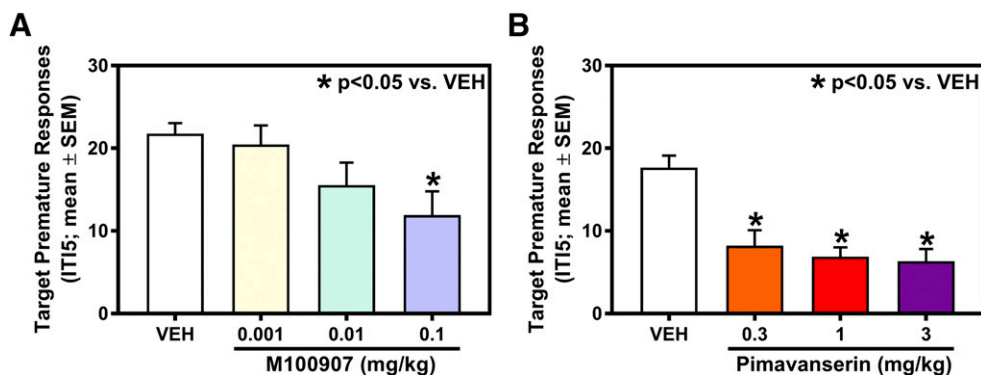 A
Target Premature Responses
(ITI5; mean ± SEM)
30
20
10
0
* p<0.05 vs. VEH
*
VEH 0.001 0.01 0.1
M100907 (mg/kg)
B
Target Premature Responses
(ITI5; mean ± SEM)
30
20
10
0
* p<0.05 vs. VEH
* * *
VEH 0.3 1 3
Pimavanserin (mg/kg)